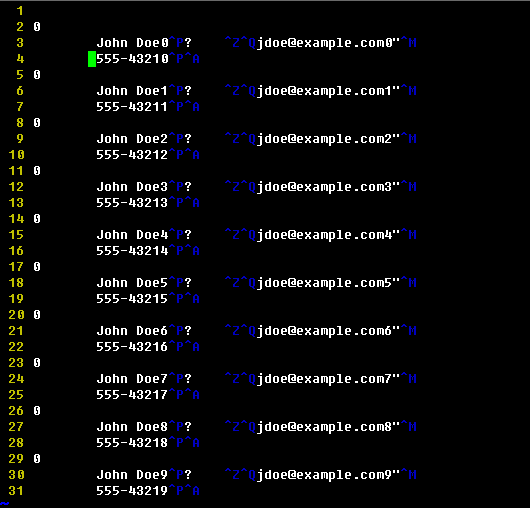 1
2 0
3 John Doe0^P?    ^Z^Qjdoe@example.com0"^M
4 555-43210^P^A
5 0
6 John Doe1^P?    ^Z^Qjdoe@example.com1"^M
7 555-43211^P^A
8 0
9 John Doe2^P?    ^Z^Qjdoe@example.com2"^M
10 555-43212^P^A
11 0
12 John Doe3^P?    ^Z^Qjdoe@example.com3"^M
13 555-43213^P^A
14 0
15 John Doe4^P?    ^Z^Qjdoe@example.com4"^M
16 555-43214^P^A
17 0
18 John Doe5^P?    ^Z^Qjdoe@example.com5"^M
19 555-43215^P^A
20 0
21 John Doe6^P?    ^Z^Qjdoe@example.com6"^M
22 555-43216^P^A
23 0
24 John Doe7^P?    ^Z^Qjdoe@example.com7"^M
25 555-43217^P^A
26 0
27 John Doe8^P?    ^Z^Qjdoe@example.com8"^M
28 555-43218^P^A
29 0
30 John Doe9^P?    ^Z^Qjdoe@example.com9"^M
31 555-43219^P^A
~